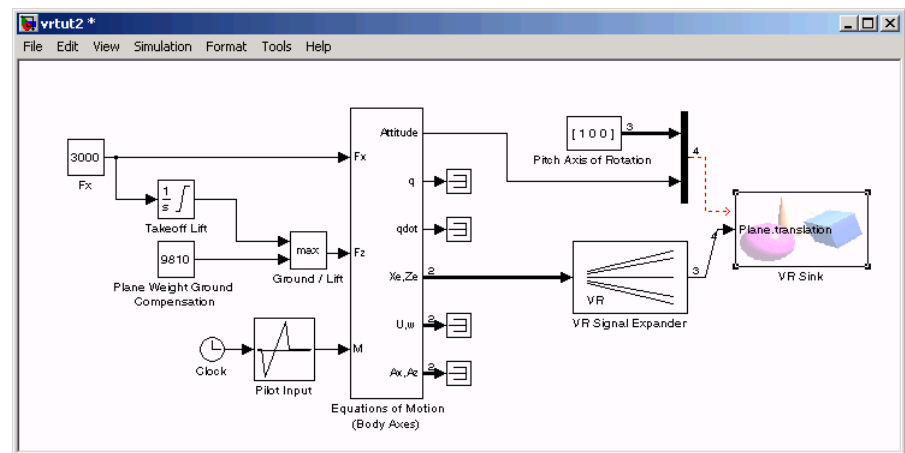 vrtut2 *
File Edit View Simulation Format Tools Help
3000
Fx
1
s
Takeoff Lift
9810
Plane Weight Ground
Compensation
max
Ground / Lift
Clock
Pilot Input
Fx
Fz
M
Attitude
q
qdot
Xe,Ze
U,w
Ax,Az
Equations of Motion
(Body Axes)
2
2
2
[1 0 0]
3
Pitch Axis of Rotation
4
VR
VR Signal Expander
3
4
Plane.translation
VR Sink